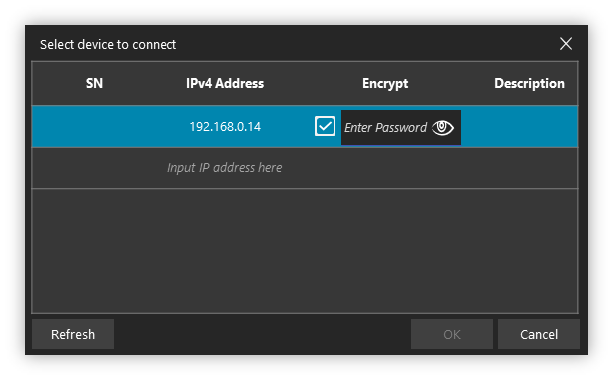 Select device to connect
SN IPv4 Address Encrypt Description
192.168.0.14 Enter Password
Input IP address here
Refresh OK Cancel